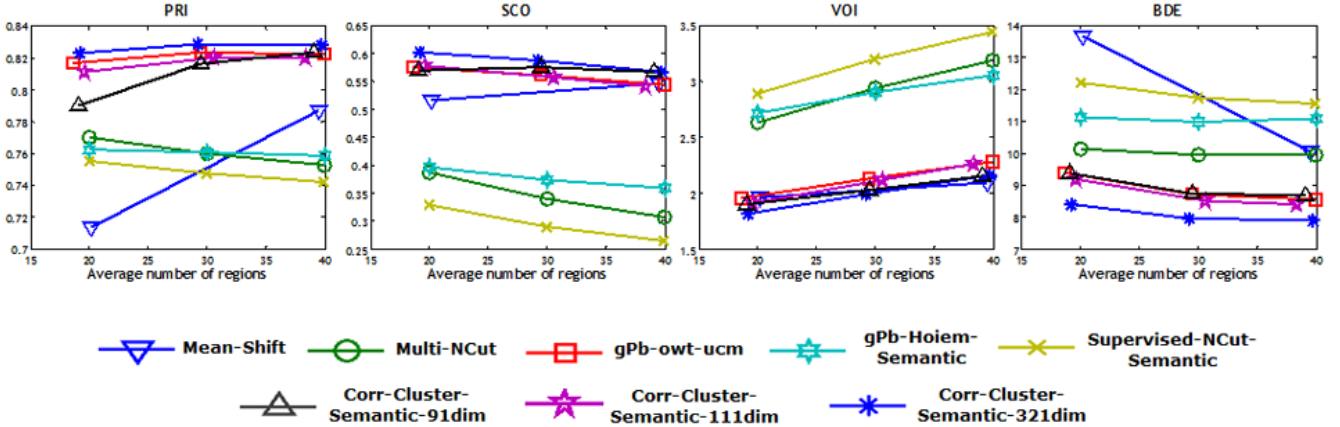 PRI
SCO
VOI
BDE
0.84
0.82
0.8
0.78
0.76
0.74
0.72
0.7
15 20 25 30 35 40
Average number of regions
0.65
0.6
0.55
0.5
0.45
0.4
0.35
0.3
0.25
15 20 25 30 35 40
Average number of regions
3.5
3
2.5
2
1.5
15 20 25 30 35 40
Average number of regions
14
13
12
11
10
9
8
7
15 20 25 30 35 40
Average number of regions
Mean-Shift
Multi-NCut
gPb-owt-ucm
gPb-Hoiem-
Semantic
Supervised-NCut-
Semantic
Corr-Cluster-
Semantic-91dim
Corr-Cluster-
Semantic-111dim
Corr-Cluster-
Semantic-321dim